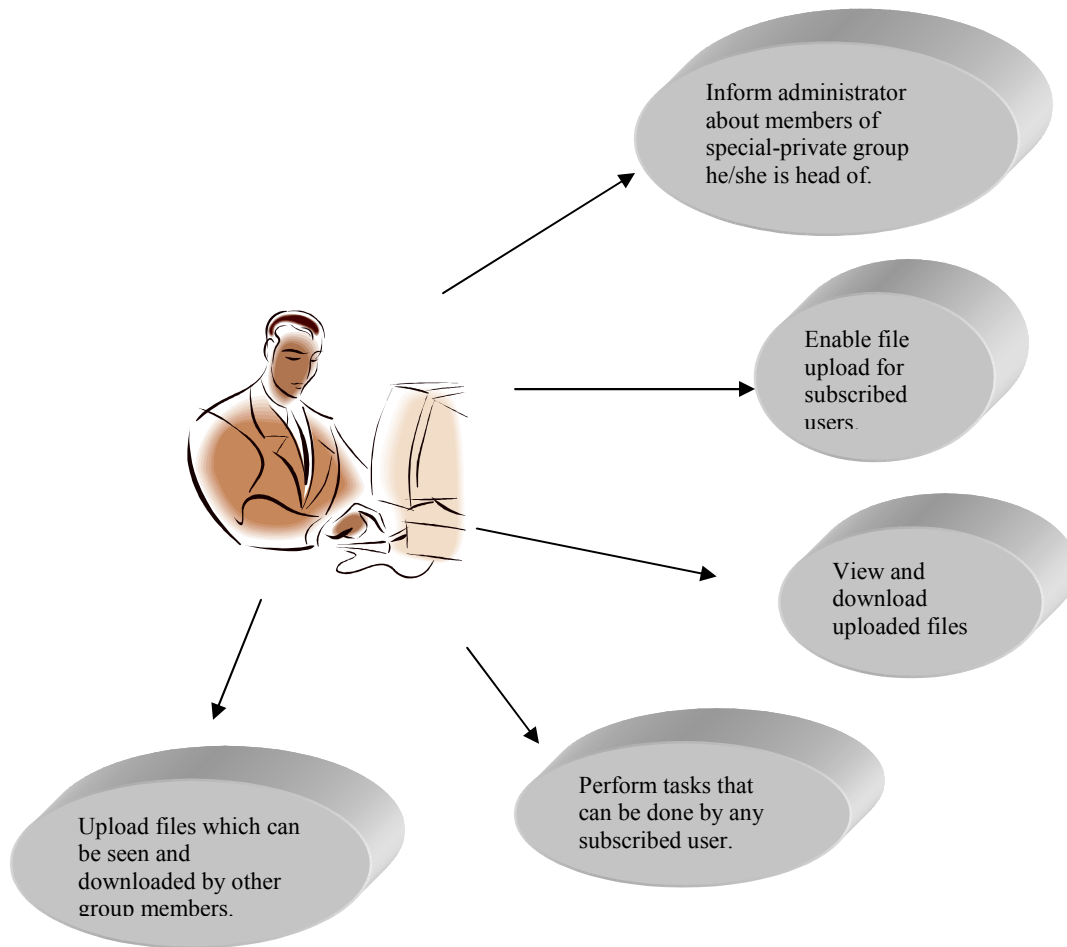 Inform administrator
about members of
special-private group
he/she is head of.
Enable file
upload for
subscribed
users.
View and
download
uploaded files
Perform tasks that
can be done by any
subscribed user.
Upload files which can
be seen and
downloaded by other
group members.